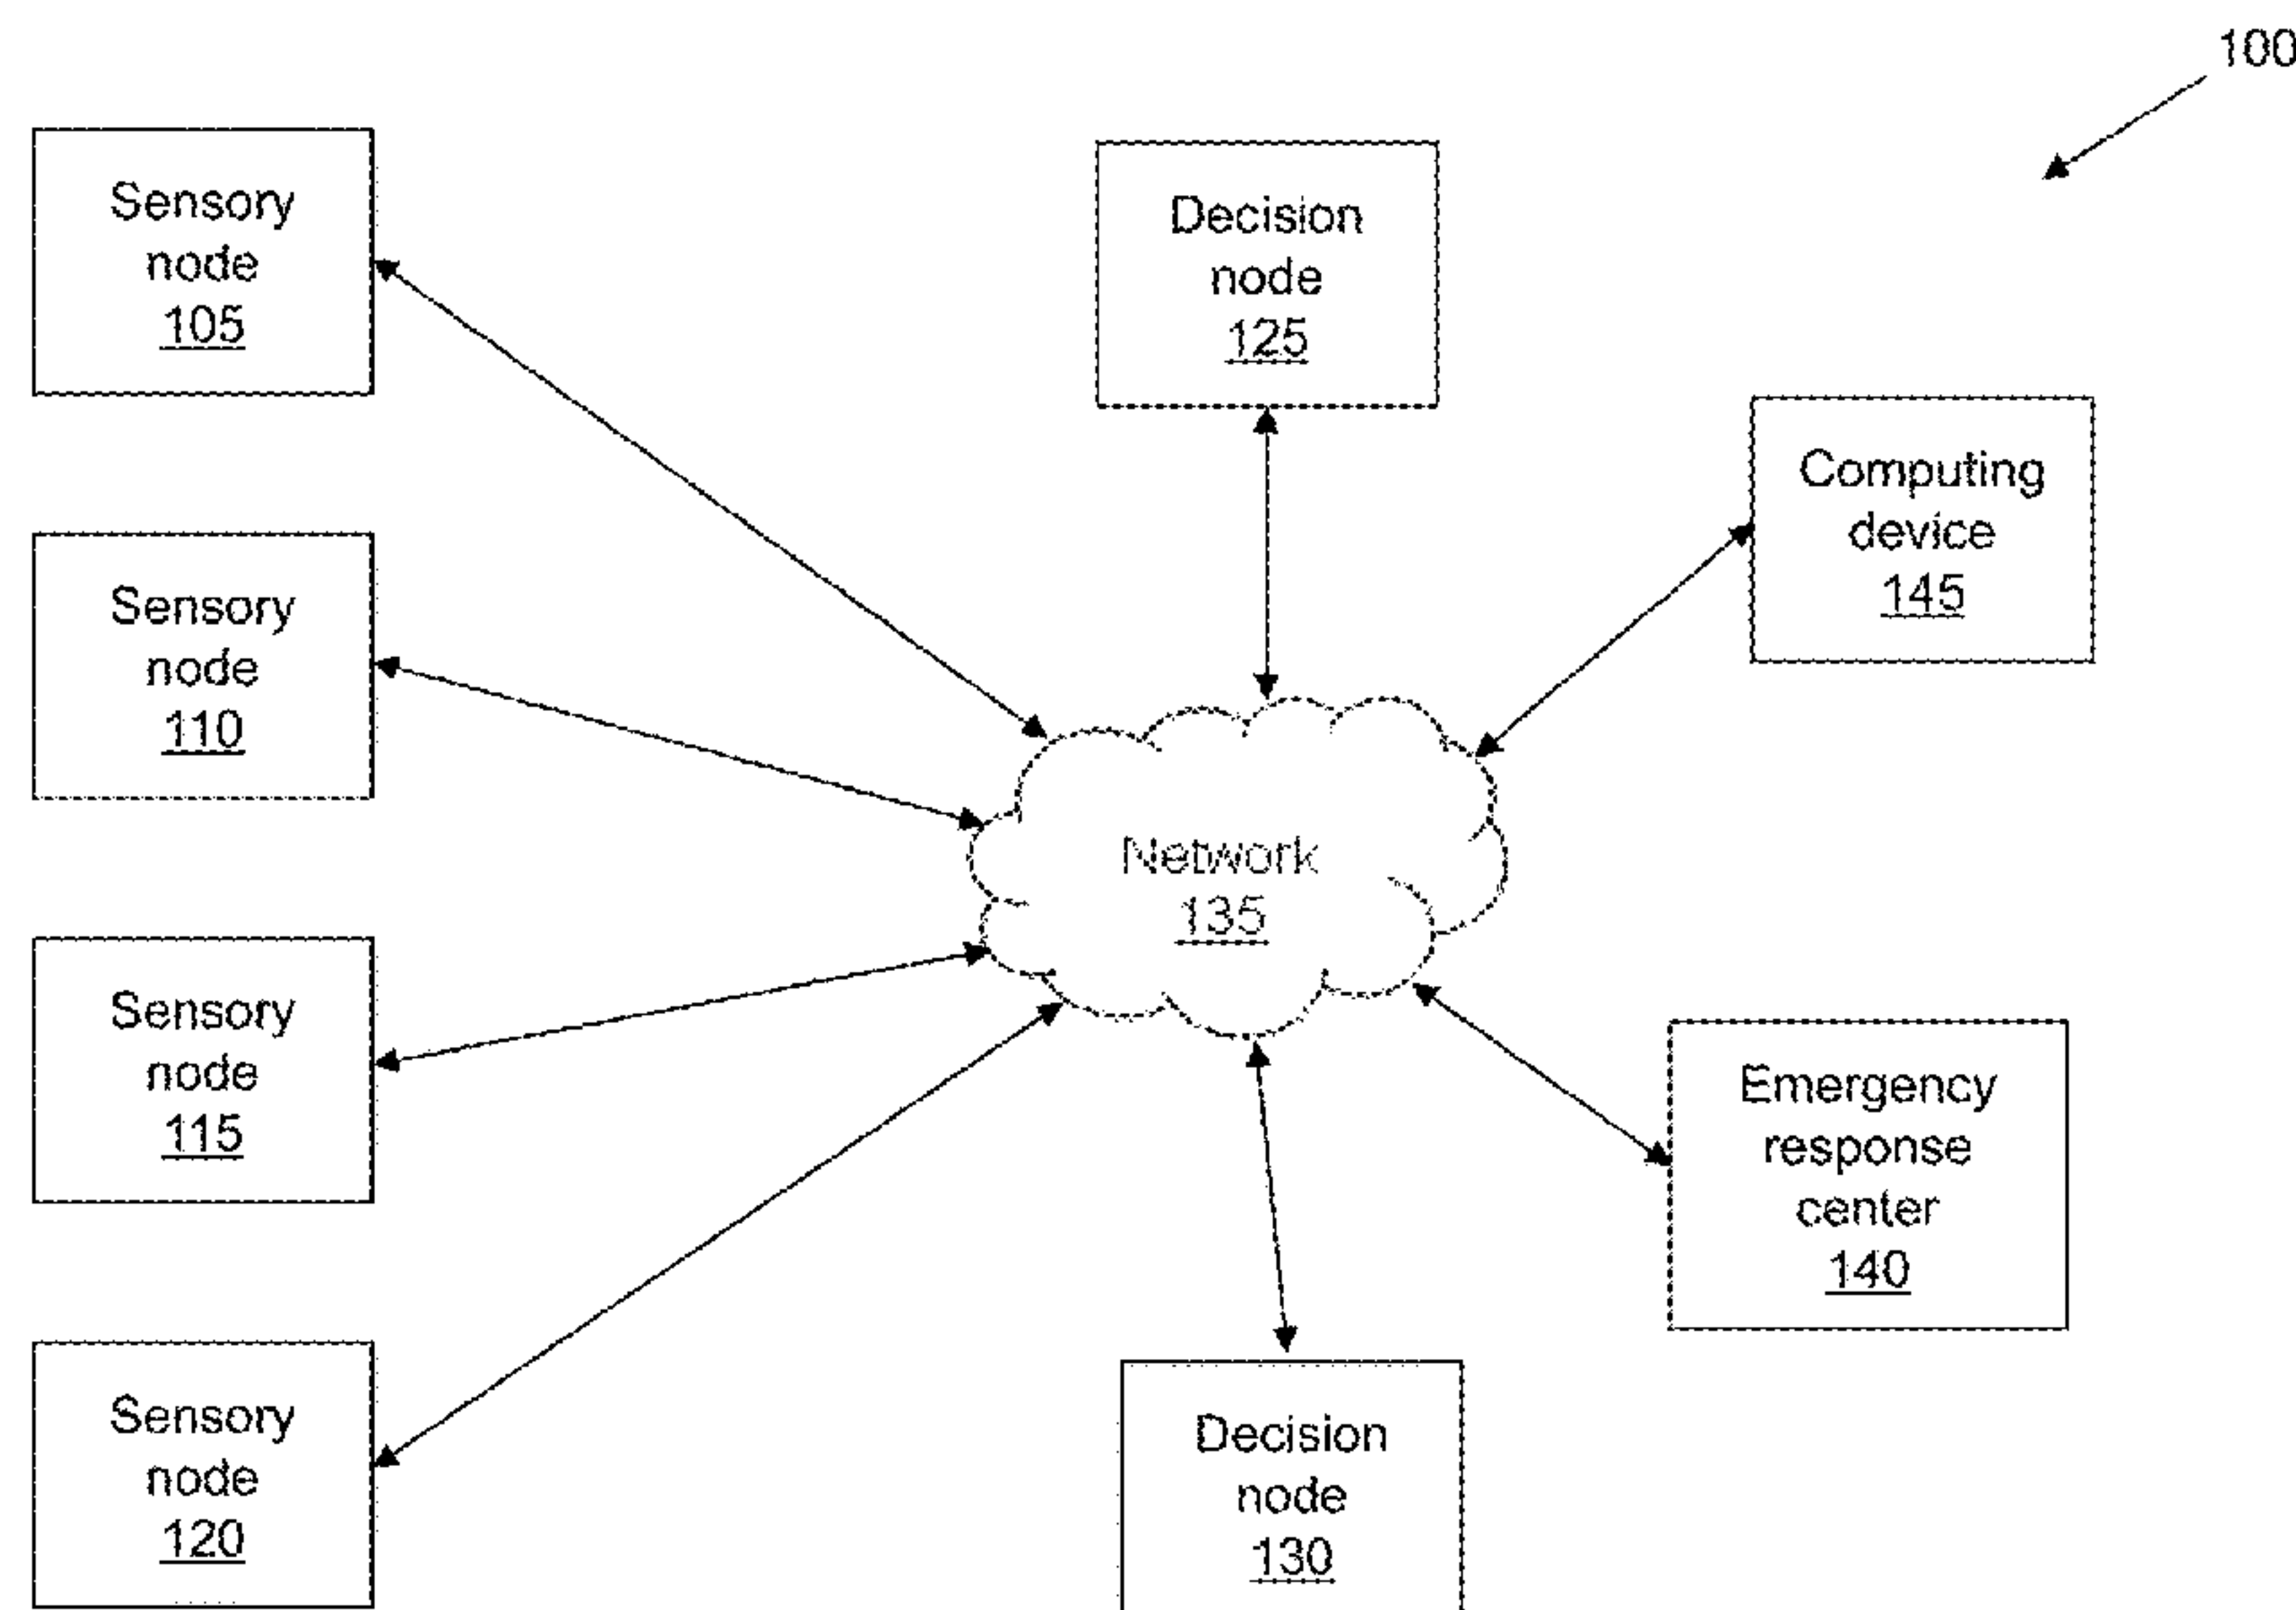 100
Sensory
node
105
Decision
node
125
Computing
device
145
Sensory
node
110
Network
135
Sensory
node
115
Emergency
response
center
140
Sensory
node
120
Decision
node
130